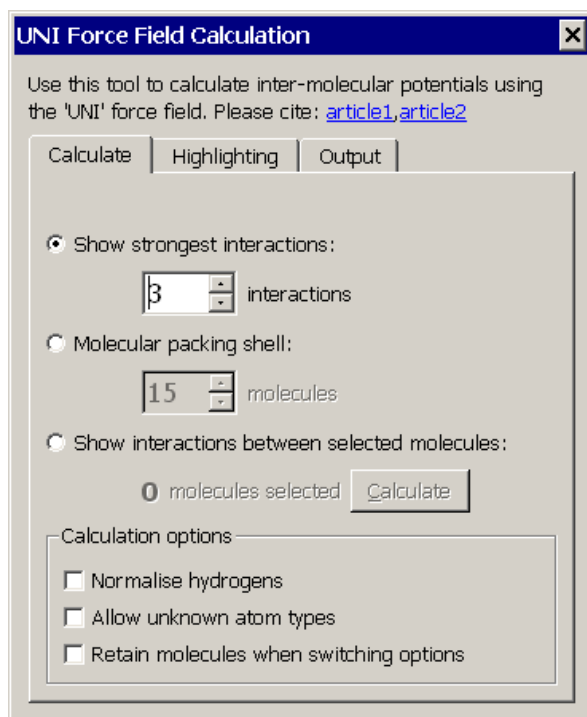 UNI Force Field Calculation
Use this tool to calculate inter-molecular potentials using
the 'UNI' force field. Please cite: article1,article2
Calculate Highlighting Output
Show strongest interactions:
3 interactions
Molecular packing shell:
15 molecules
Show interactions between selected molecules:
0 molecules selected Calculate
Calculation options
Normalise hydrogens
Allow unknown atom types
Retain molecules when switching options